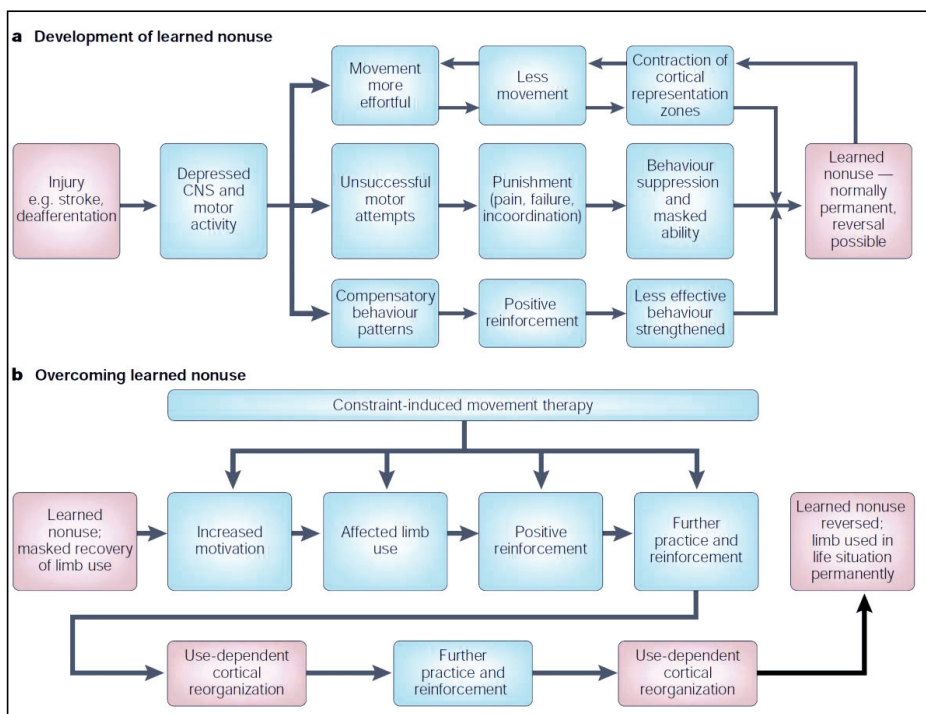 a Development of learned nonuse
Movement
more
effortful
Less
movement
Contraction of
cortical
representation
zones
Injury
e.g. stroke,
deafferentation
Depressed
CNS and
motor
activity
Unsuccessful
motor
attempts
Punishment
(pain, failure,
incoordination)
Behaviour
suppression
and
masked
ability
Learned
nonuse —
normally
permanent,
reversal
possible
Compensatory
behaviour
patterns
Positive
reinforcement
Less effective
behaviour
strengthened
b Overcoming learned nonuse
Constraint-induced movement therapy
Learned
nonuse;
masked recovery
of limb use
Increased
motivation
Affected limb
use
Positive
reinforcement
Further
practice and
reinforcement
Learned nonuse
reversed;
limb used in
life situation
permanently
Use-dependent
cortical
reorganization
Further
practice and
reinforcement
Use-dependent
cortical
reorganization